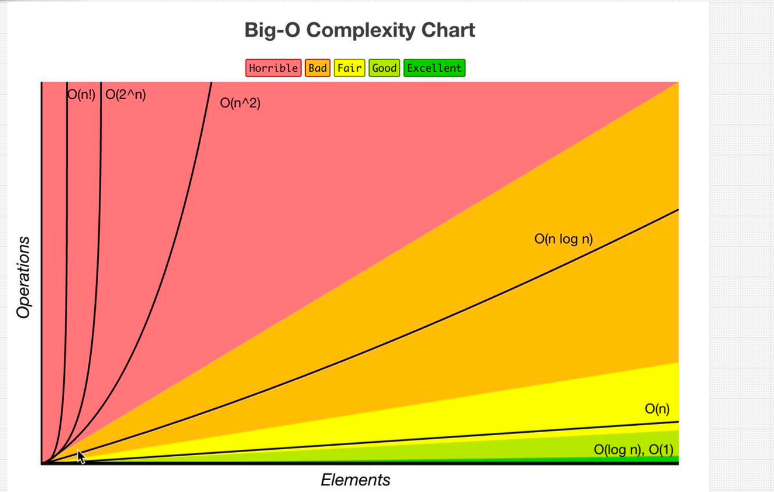 Big-O Complexity Chart
Horrible Bad Fair Good Excellent
O(n!) O(2^n)
O(n^2)
O(n log n)
O(n)
O(log n), O(1)
Operations
Elements